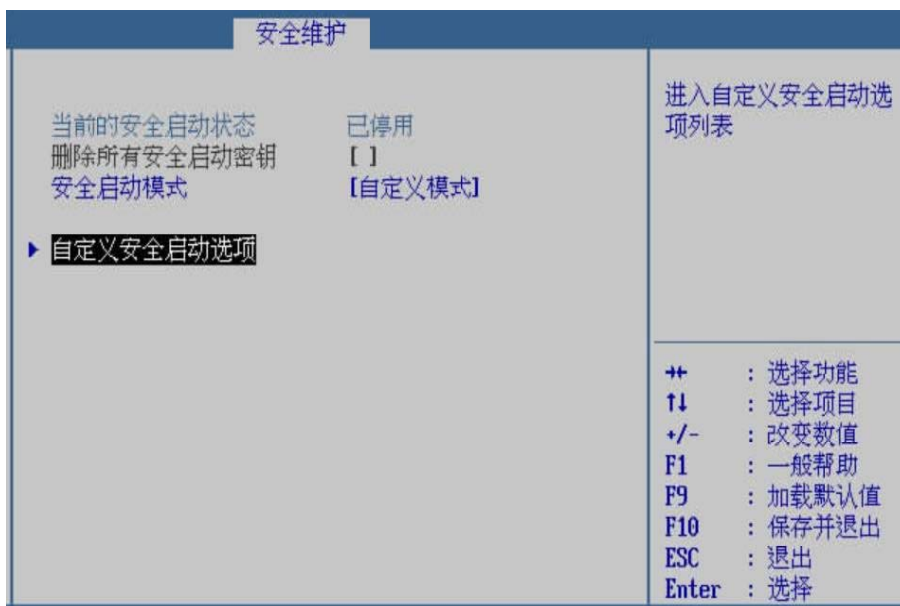 安全维护
当前的安全启动状态 已停用
删除所有安全启动密钥 [ ]
安全启动模式 [自定义模式]
自定义安全启动选项
进入自定义安全启动选
项列表
→← : 选择功能
↑↓ : 选择项目
+/- : 改变数值
F1 : 一般帮助
F9 : 加载默认值
F10 : 保存并退出
ESC : 退出
Enter : 选择